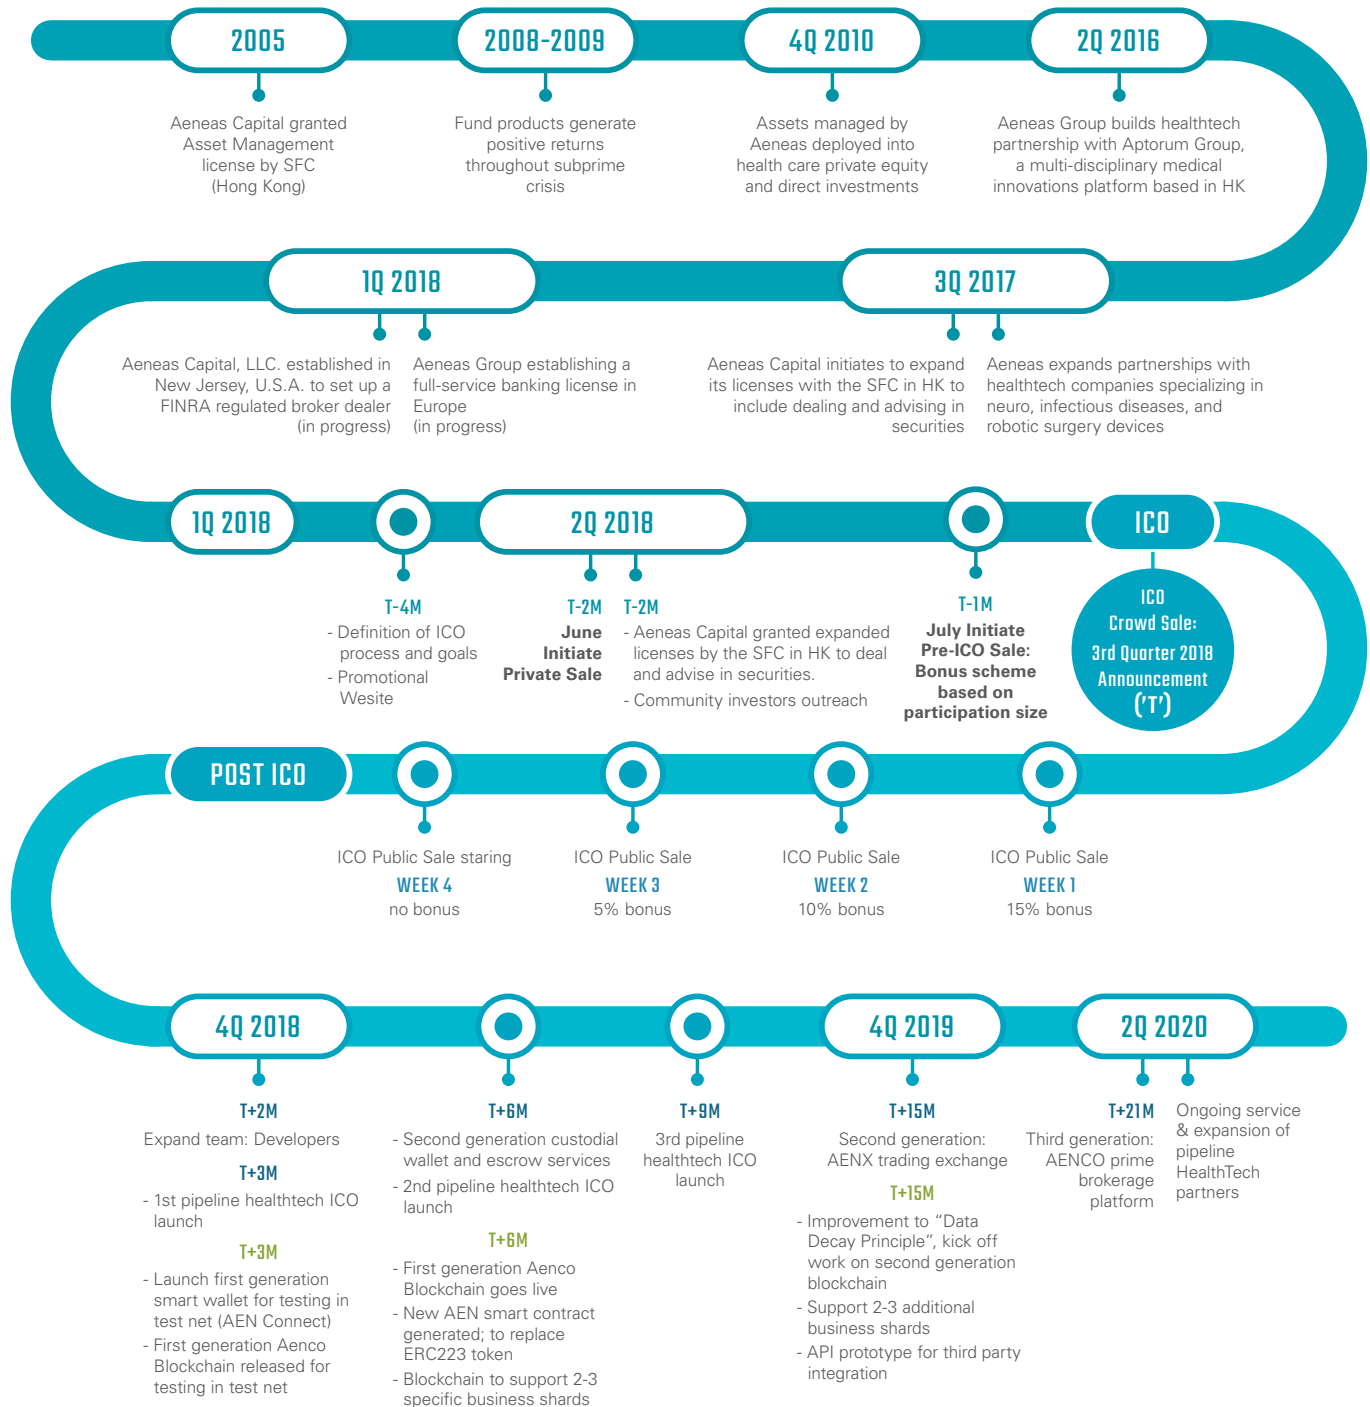 2005
Aeneas Capital granted
Asset Management
license by SFC
(Hong Kong)
2008-2009
Fund products generate
positive returns
throughout subprime
crisis
4Q 2010
Assets managed by
Aeneas deployed into
health care private equity
and direct investments
2Q 2016
Aeneas Group builds healthtech
partnership with Aptorum Group,
a multi-disciplinary medical
innovations platform based in HK
1Q 2018
Aeneas Capital, LLC. established in
New Jersey, U.S.A. to set up a
FINRA regulated broker dealer
(in progress)
Aeneas Group establishing a
full-service banking license in
Europe
(in progress)
3Q 2017
Aeneas Capital initiates to expand
its licenses with the SFC in HK to
include dealing and advising in
securities
Aeneas expands partnerships with
healthtech companies specializing in
neuro, infectious diseases, and
robotic surgery devices
1Q 2018
T-4M
- Definition of ICO
process and goals
- Promotional
Wesite
2Q 2018
T-2M
June
Initiate
Private Sale
T-2M
- Aeneas Capital granted expanded
licenses by the SFC in HK to deal
and advise in securities.
- Community investors outreach
T-1M
July Initiate
Pre-ICO Sale:
Bonus scheme
based on
participation size
ICO
ICO
Crowd Sale:
3rd Quarter 2018
Announcement
('T')
POST ICO
ICO Public Sale staring
WEEK 4
no bonus
ICO Public Sale
WEEK 3
5% bonus
ICO Public Sale
WEEK 2
10% bonus
ICO Public Sale
WEEK 1
15% bonus
4Q 2018
T+2M
Expand team: Developers
T+3M
- 1st pipeline healthtech ICO
launch
T+3M
- Launch first generation
smart wallet for testing in
test net (AEN Connect)
- First generation Aenco
Blockchain released for
testing in test net
T+6M
- Second generation custodial
wallet and escrow services
- 2nd pipeline healthtech ICO
launch
T+6M
- First generation Aenco
Blockchain goes live
- New AEN smart contract
generated; to replace
ERC223 token
- Blockchain to support 2-3
specific business shards
T+9M
3rd pipeline
healthtech ICO
launch
4Q 2019
T+15M
Second generation:
AENX trading exchange
T+15M
- Improvement to “Data
Decay Principle”, kick off
work on second generation
blockchain
- Support 2-3 additional
business shards
- API prototype for third party
integration
2Q 2020
T+21M
Third generation:
AENCO prime
brokerage
platform
Ongoing service
& expansion of
pipeline
HealthTech
partners